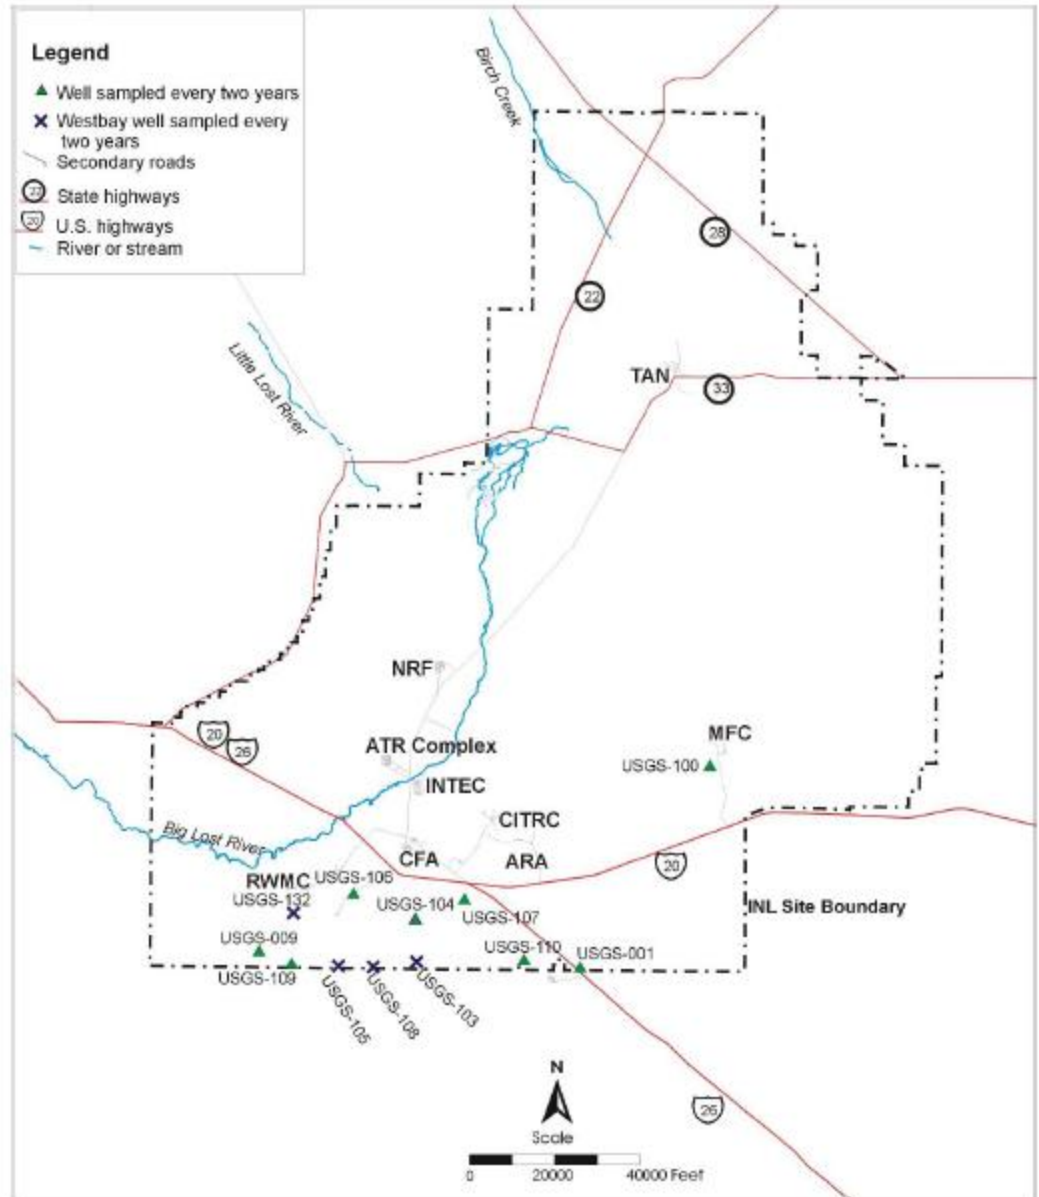 Legend
Well sampled every two years
Westbay well sampled every
two years
Secondary roads
22
State highways
20
U.S. highways
River or stream
Birch Creek
28
22
Little Lost River
TAN
33
NRF
20
26
ATR Complex
MFC
USGS-100
INTEC
CITRC
Big Lost River
CFA
ARA
20
RWMC
USGS-106
USGS-132
USGS-104
USGS-107
INL Site Boundary
USGS-009
USGS-110
USGS-001
USGS-109
USGS-105
USGS-108
USGS-103
N
Scale
0
20000
40000 Feet
26